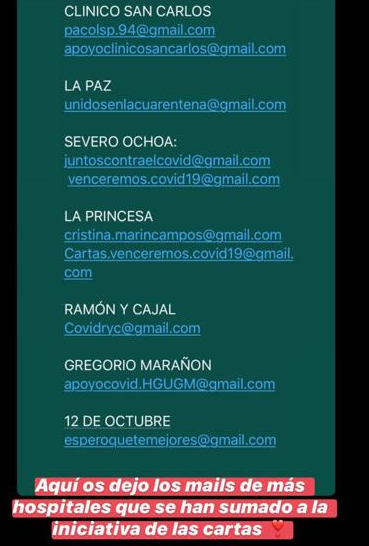 CLINICO SAN CARLOS
pacolsp.94@gmail.com
apoyoclinicosancarlos@gmail.com
LA PAZ
unidosenlacuarentena@gmail.com
SEVERO OCHOA:
juntoscontraelcovid@gmail.com
venceremos.covid19@gmail.com
LA PRINCESA
cristina.marincampos@gmail.com
Cartas.venceremos.covid19@gmail.
com
RAMÓN Y CAJAL
Covidryc@gmail.com
GREGORIO MARAÑON
apoyocovid.HGUGM@gmail.com
12 DE OCTUBRE
esperoquetemejores@gmail.com
Aquí os dejo los mails de más
hospitales que se han sumado a la
iniciativa de las cartas ❣️